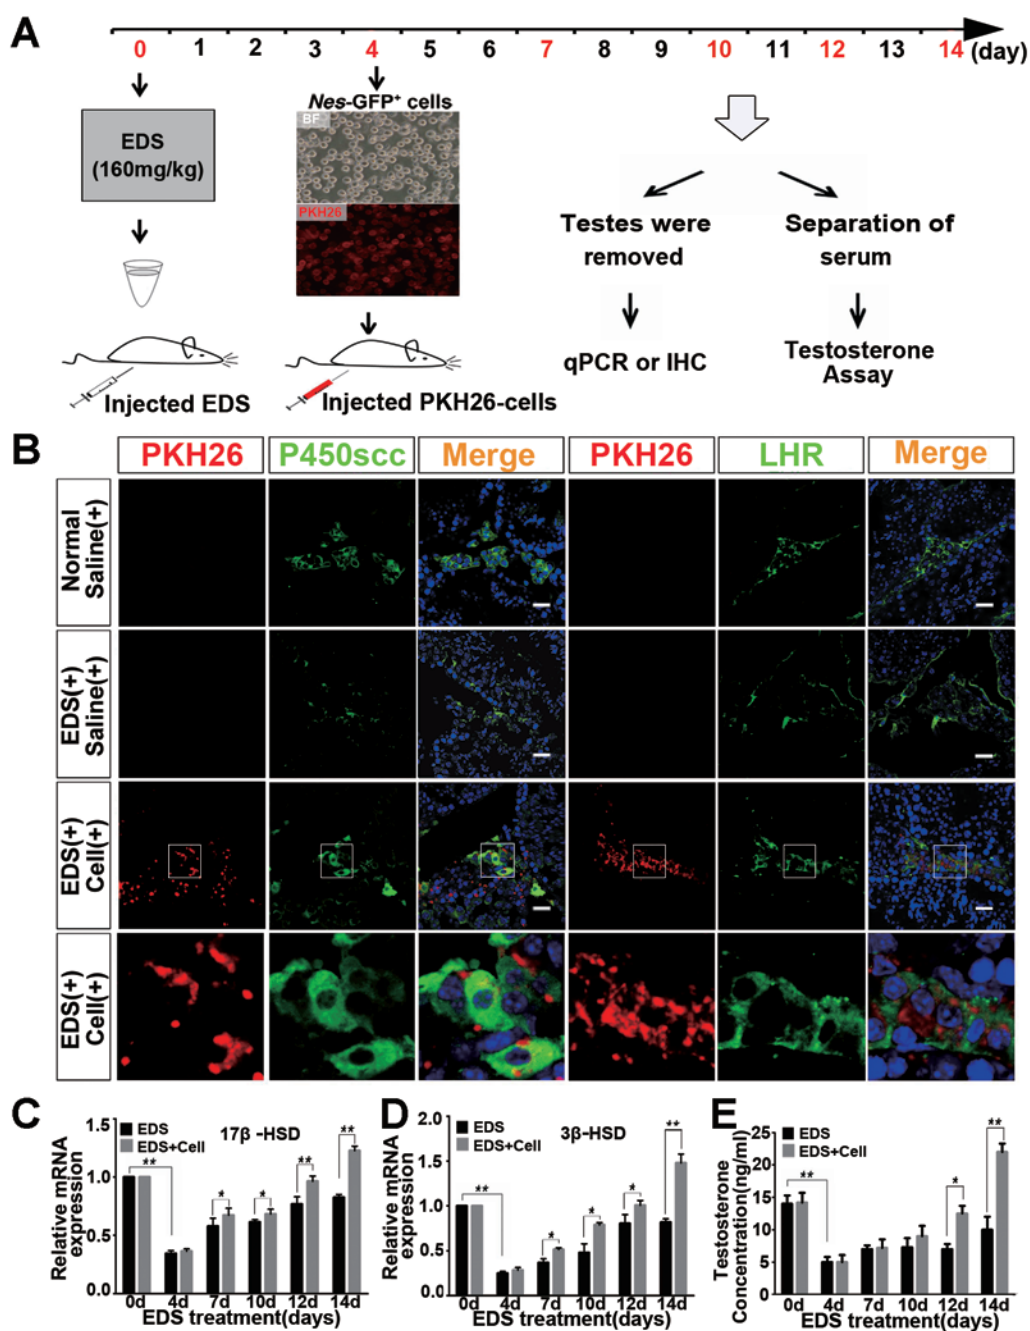 A
0 1 2 3 4 5 6 7 8 9 10 11 12 13 14 (day)
EDS
(160mg/kg)
Injected EDS
Nes-GFP+ cells
BF
PKH26
Injected PKH26-cells
Testes were
removed
qPCR or IHC
Separation of
serum
Testosterone
Assay
B
PKH26 P450scc Merge PKH26 LHR Merge
Normal
Saline(+)
EDS(+)
Saline(+)
EDS(+)
Cell(+)
EDS(+)
Cell(+)
C
Relative mRNA
expression
1.5
1.0
0.5
0.0
EDS
EDS+Cell
17β -HSD
** * * ** **
0d 4d 7d 10d 12d 14d
EDS treatment(days)
D
Relative mRNA
expression
2.0
1.5
1.0
0.5
0.0
EDS
EDS+Cell
3β-HSD
** * * * **
0d 4d 7d 10d 12d 14d
EDS treatment(days)
E
Testosterone
Concentration(ng/ml)
25
20
15
10
5
0
EDS
EDS+Cell
** * **
0d 4d 7d 10d 12d 14d
EDS treatment(days)